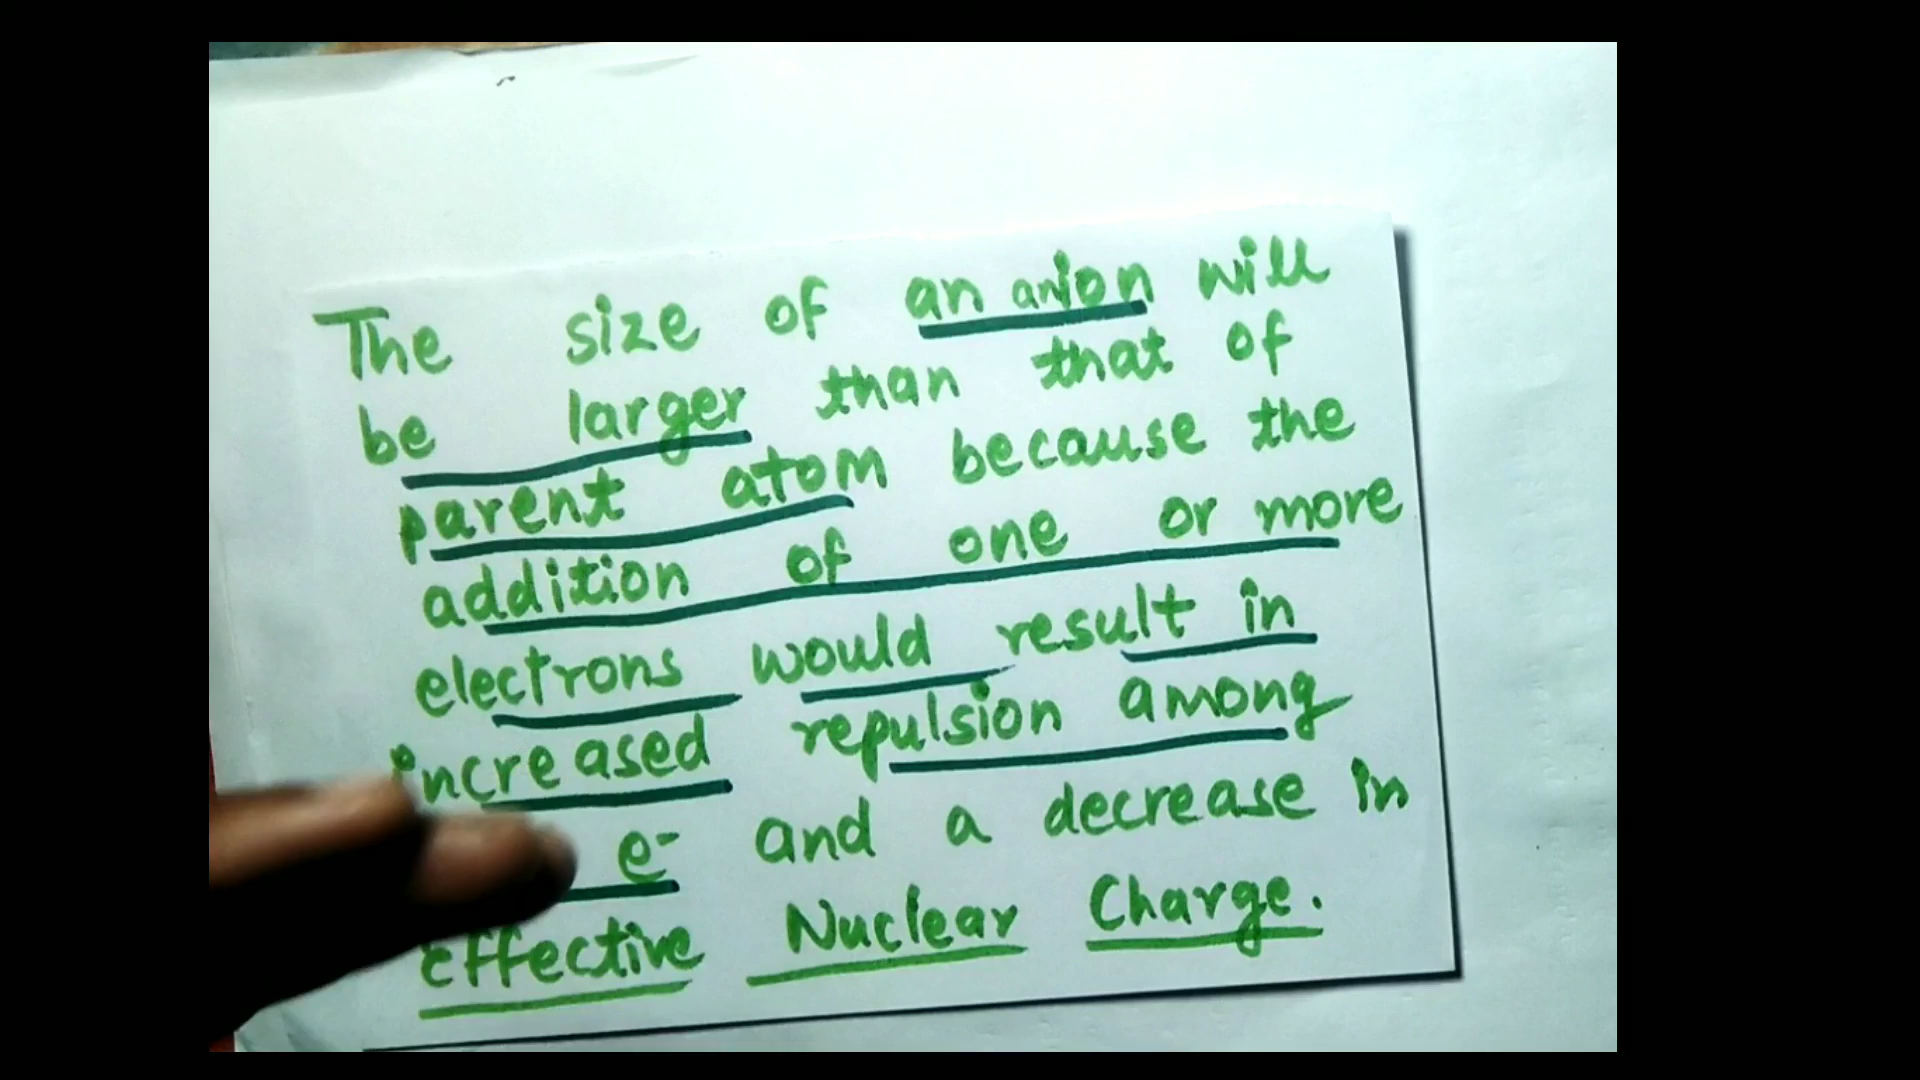 The size of an anion will
be larger than that of
parent atom because the
addition of one or more
electrons would result in
increased repulsion among
e- and a decrease in
effective Nuclear Charge.